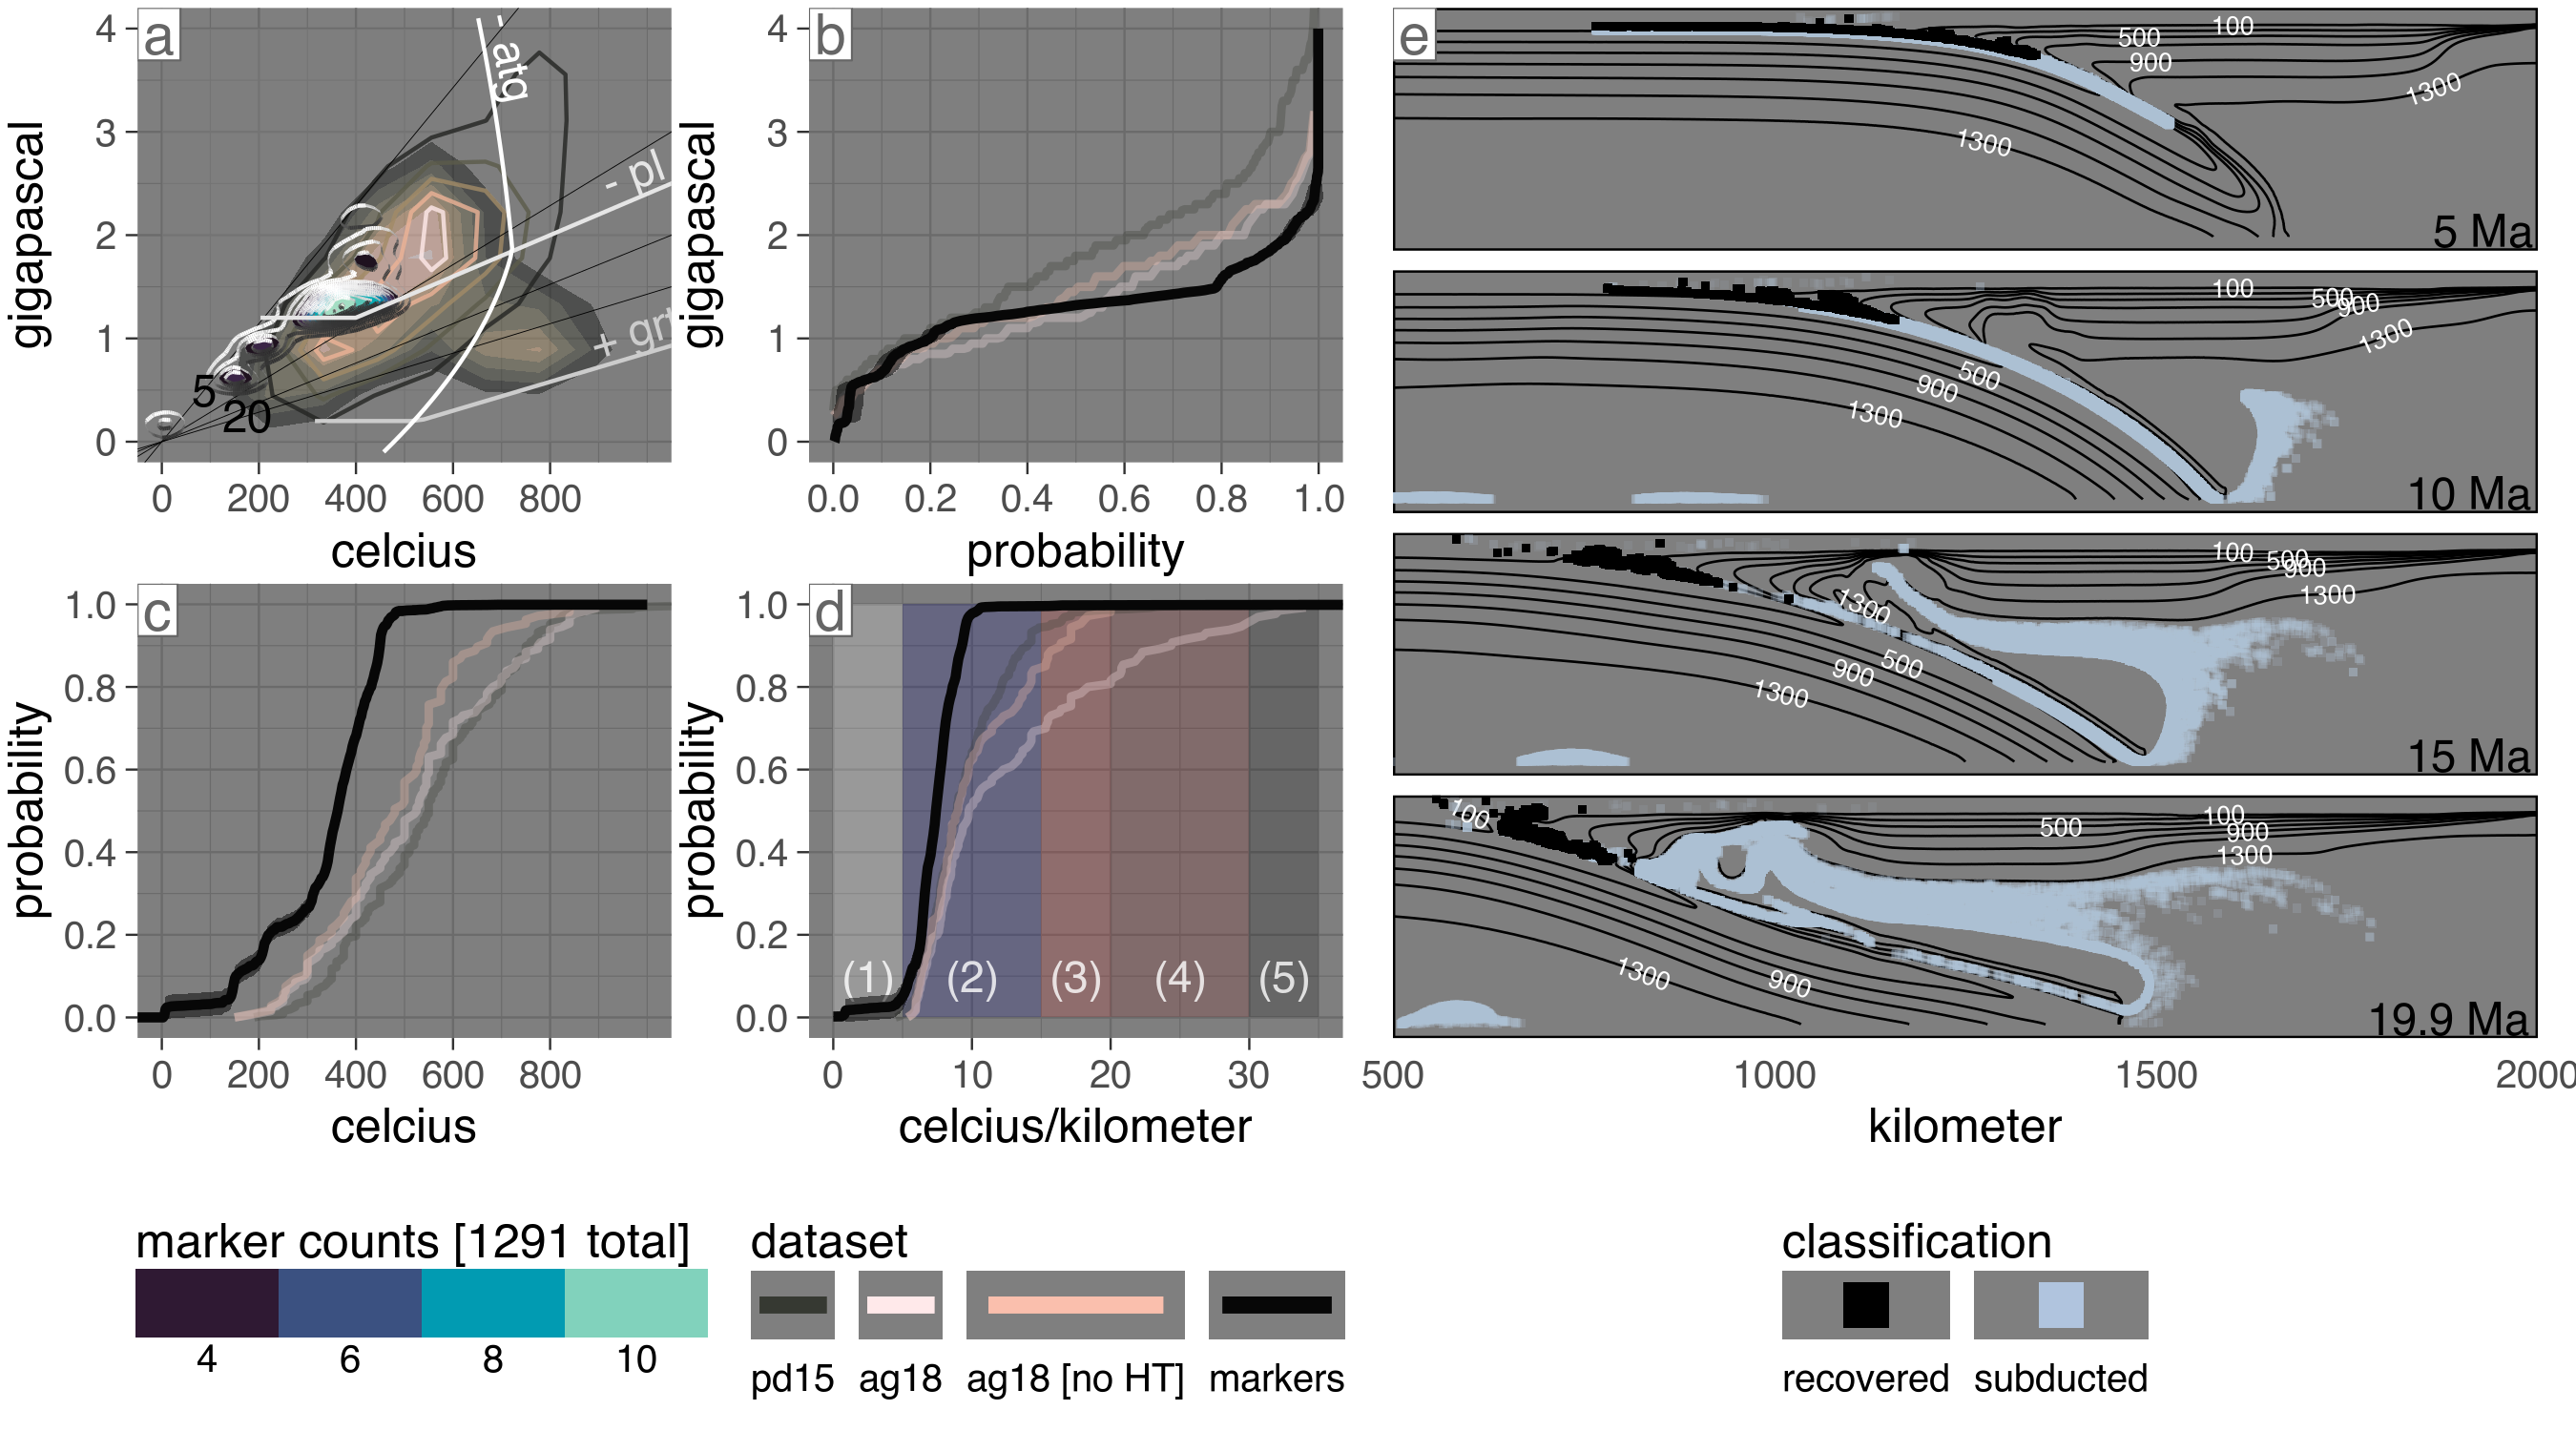 a
4
3
2
1
0
gigapascal
- atg
- pl
+ grt
5
20
0
200
400
600
800
celcius
b
4
3
2
1
0
gigapascal
0.0
0.2
0.4
0.6
0.8
1.0
probability
c
1.0
0.8
0.6
0.4
0.2
0.0
probability
0
200
400
600
800
celcius
d
1.0
0.8
0.6
0.4
0.2
0.0
probability
(1)
(2)
(3)
(4)
(5)
0
10
20
30
celcius/kilometer
e
100
500
900
1300
1300
5 Ma
100
500
900
1300
500
900
1300
10 Ma
100
500
900
1300
1300
500
900
1300
15 Ma
100
100
500
900
1300
1300
900
19.9 Ma
500
1000
1500
2000
kilometer
marker counts [1291 total]
4
6
8
10
dataset
pd15
ag18
ag18 [no HT]
markers
classification
recovered
subducted